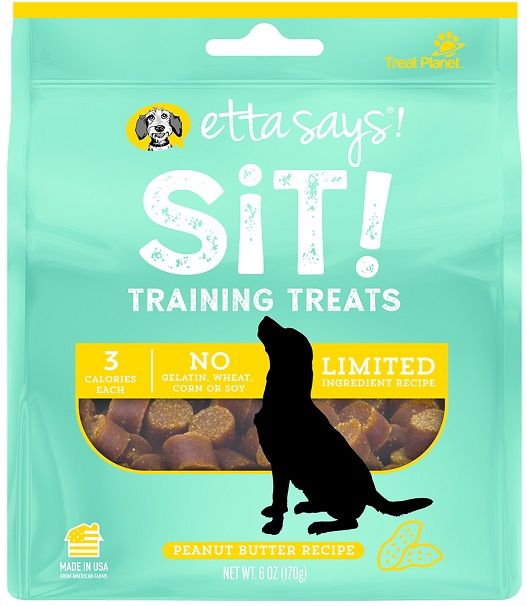 Treat Planet
etta says®!
SiT!
TRAINING TREATS
3
CALORIES
EACH
NO
GELATIN, WHEAT,
CORN OR SOY
LIMITED
INGREDIENT RECIPE
MADE IN USA
FROM AMERICAN FARMS
PEANUT BUTTER RECIPE
NET WT. 6 OZ (170g)